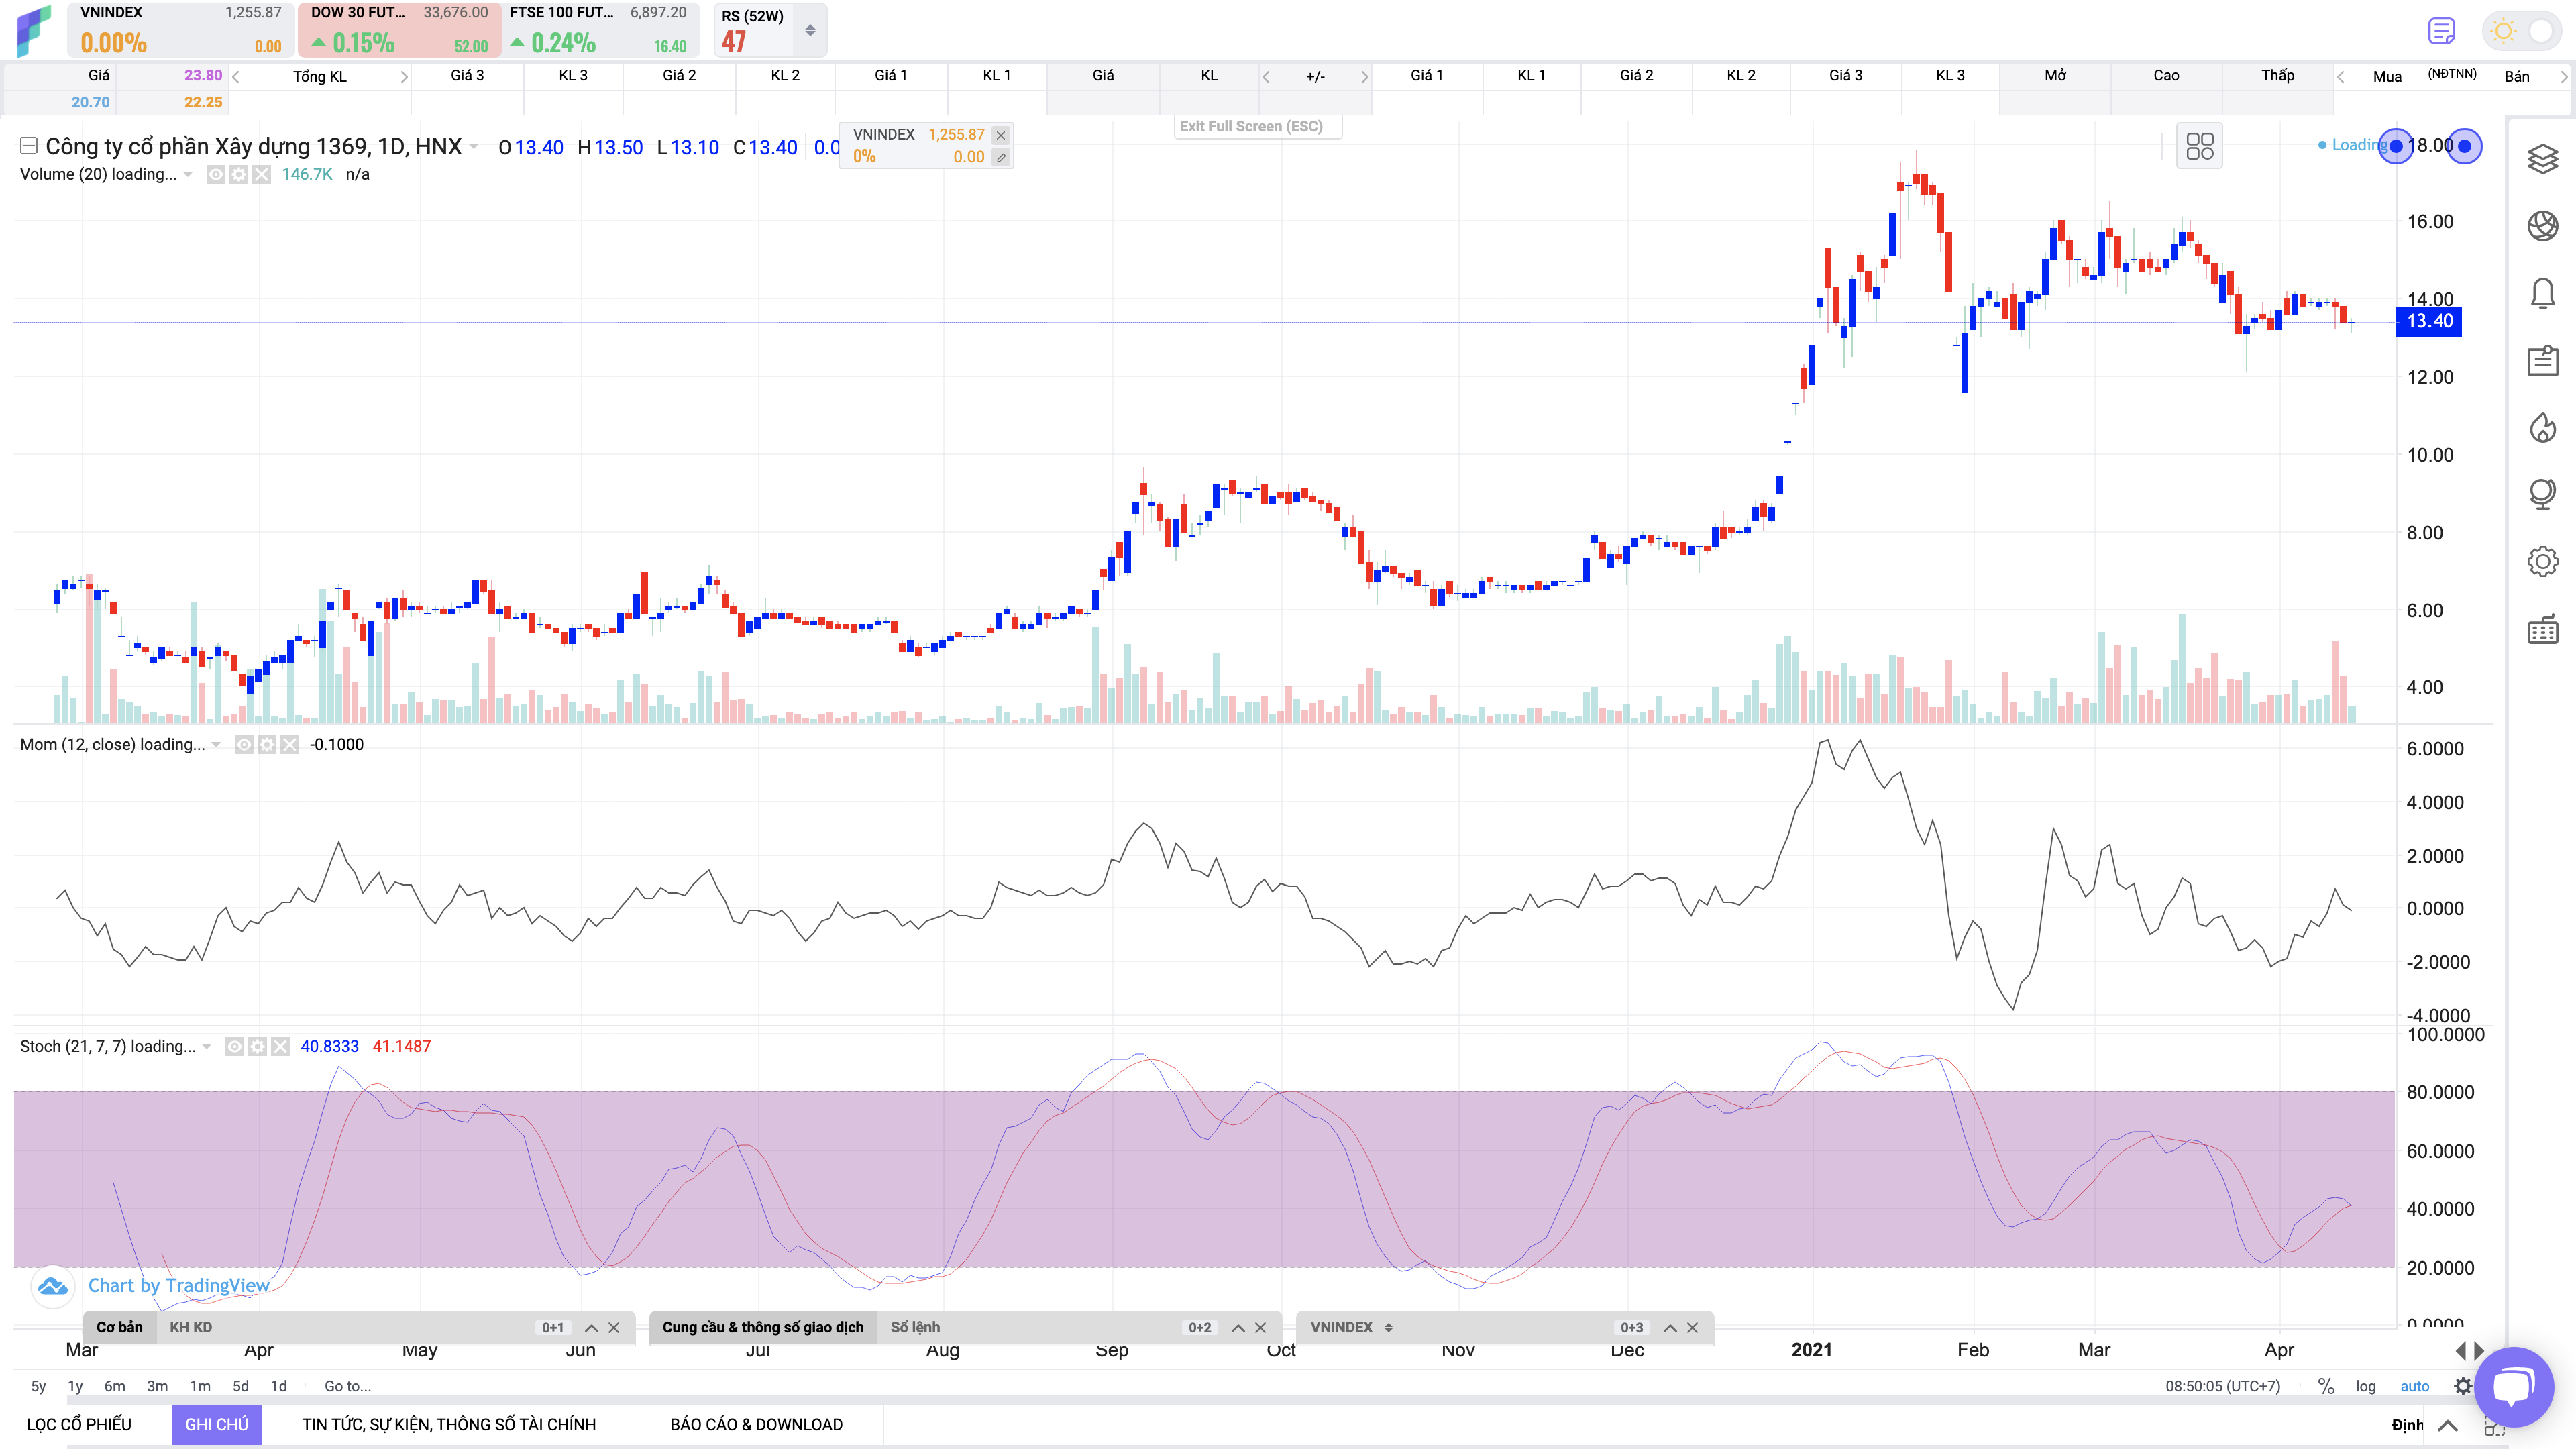 VNINDEX 1,255.87 DOW 30 FUT... 33,676.00 FTSE 100 FUT... 6,897.20 RS (52W)
0.00% 0.00 0.15% 52.00 0.24% 16.40 47
Giá 23.80 Tổng KL Giá 3 KL 3 Giá 2 KL 2 Giá 1 KL 1 Giá KL +/- Giá 1 KL 1 Giá 2 KL 2 Giá 3 KL 3 Mở Cao Thấp Mua (NĐTNN) Bán
20.70 22.25
Exit Full Screen (ESC)
Công ty cổ phần Xây dựng 1369, 1D, HNX O13.40 H13.50 L13.10 C13.40 0.0
VNINDEX 1,255.87
0% 0.00
Loading
Volume (20) loading... 146.7K n/a
18.00
16.00
14.00
13.40
12.00
10.00
8.00
6.00
4.00
Mom (12, close) loading... -0.1000
6.0000
4.0000
2.0000
0.0000
-2.0000
-4.0000
Stoch (21, 7, 7) loading... 40.8333 41.1487
100.0000
80.0000
60.0000
40.0000
20.0000
0.0000
Chart by TradingView
Cơ bản KH KD 0+1 Cung cầu & thông số giao dịch Sổ lệnh 0+2 VNINDEX 0+3
Mar Apr May Jun Jul Aug Sep Oct Nov Dec 2021 Feb Mar Apr
5y 1y 6m 3m 1m 5d 1d Go to... 08:50:05 (UTC+7) % log auto
LỌC CỔ PHIẾU GHI CHÚ TIN TỨC, SỰ KIỆN, THÔNG SỐ TÀI CHÍNH BÁO CÁO & DOWNLOAD Định